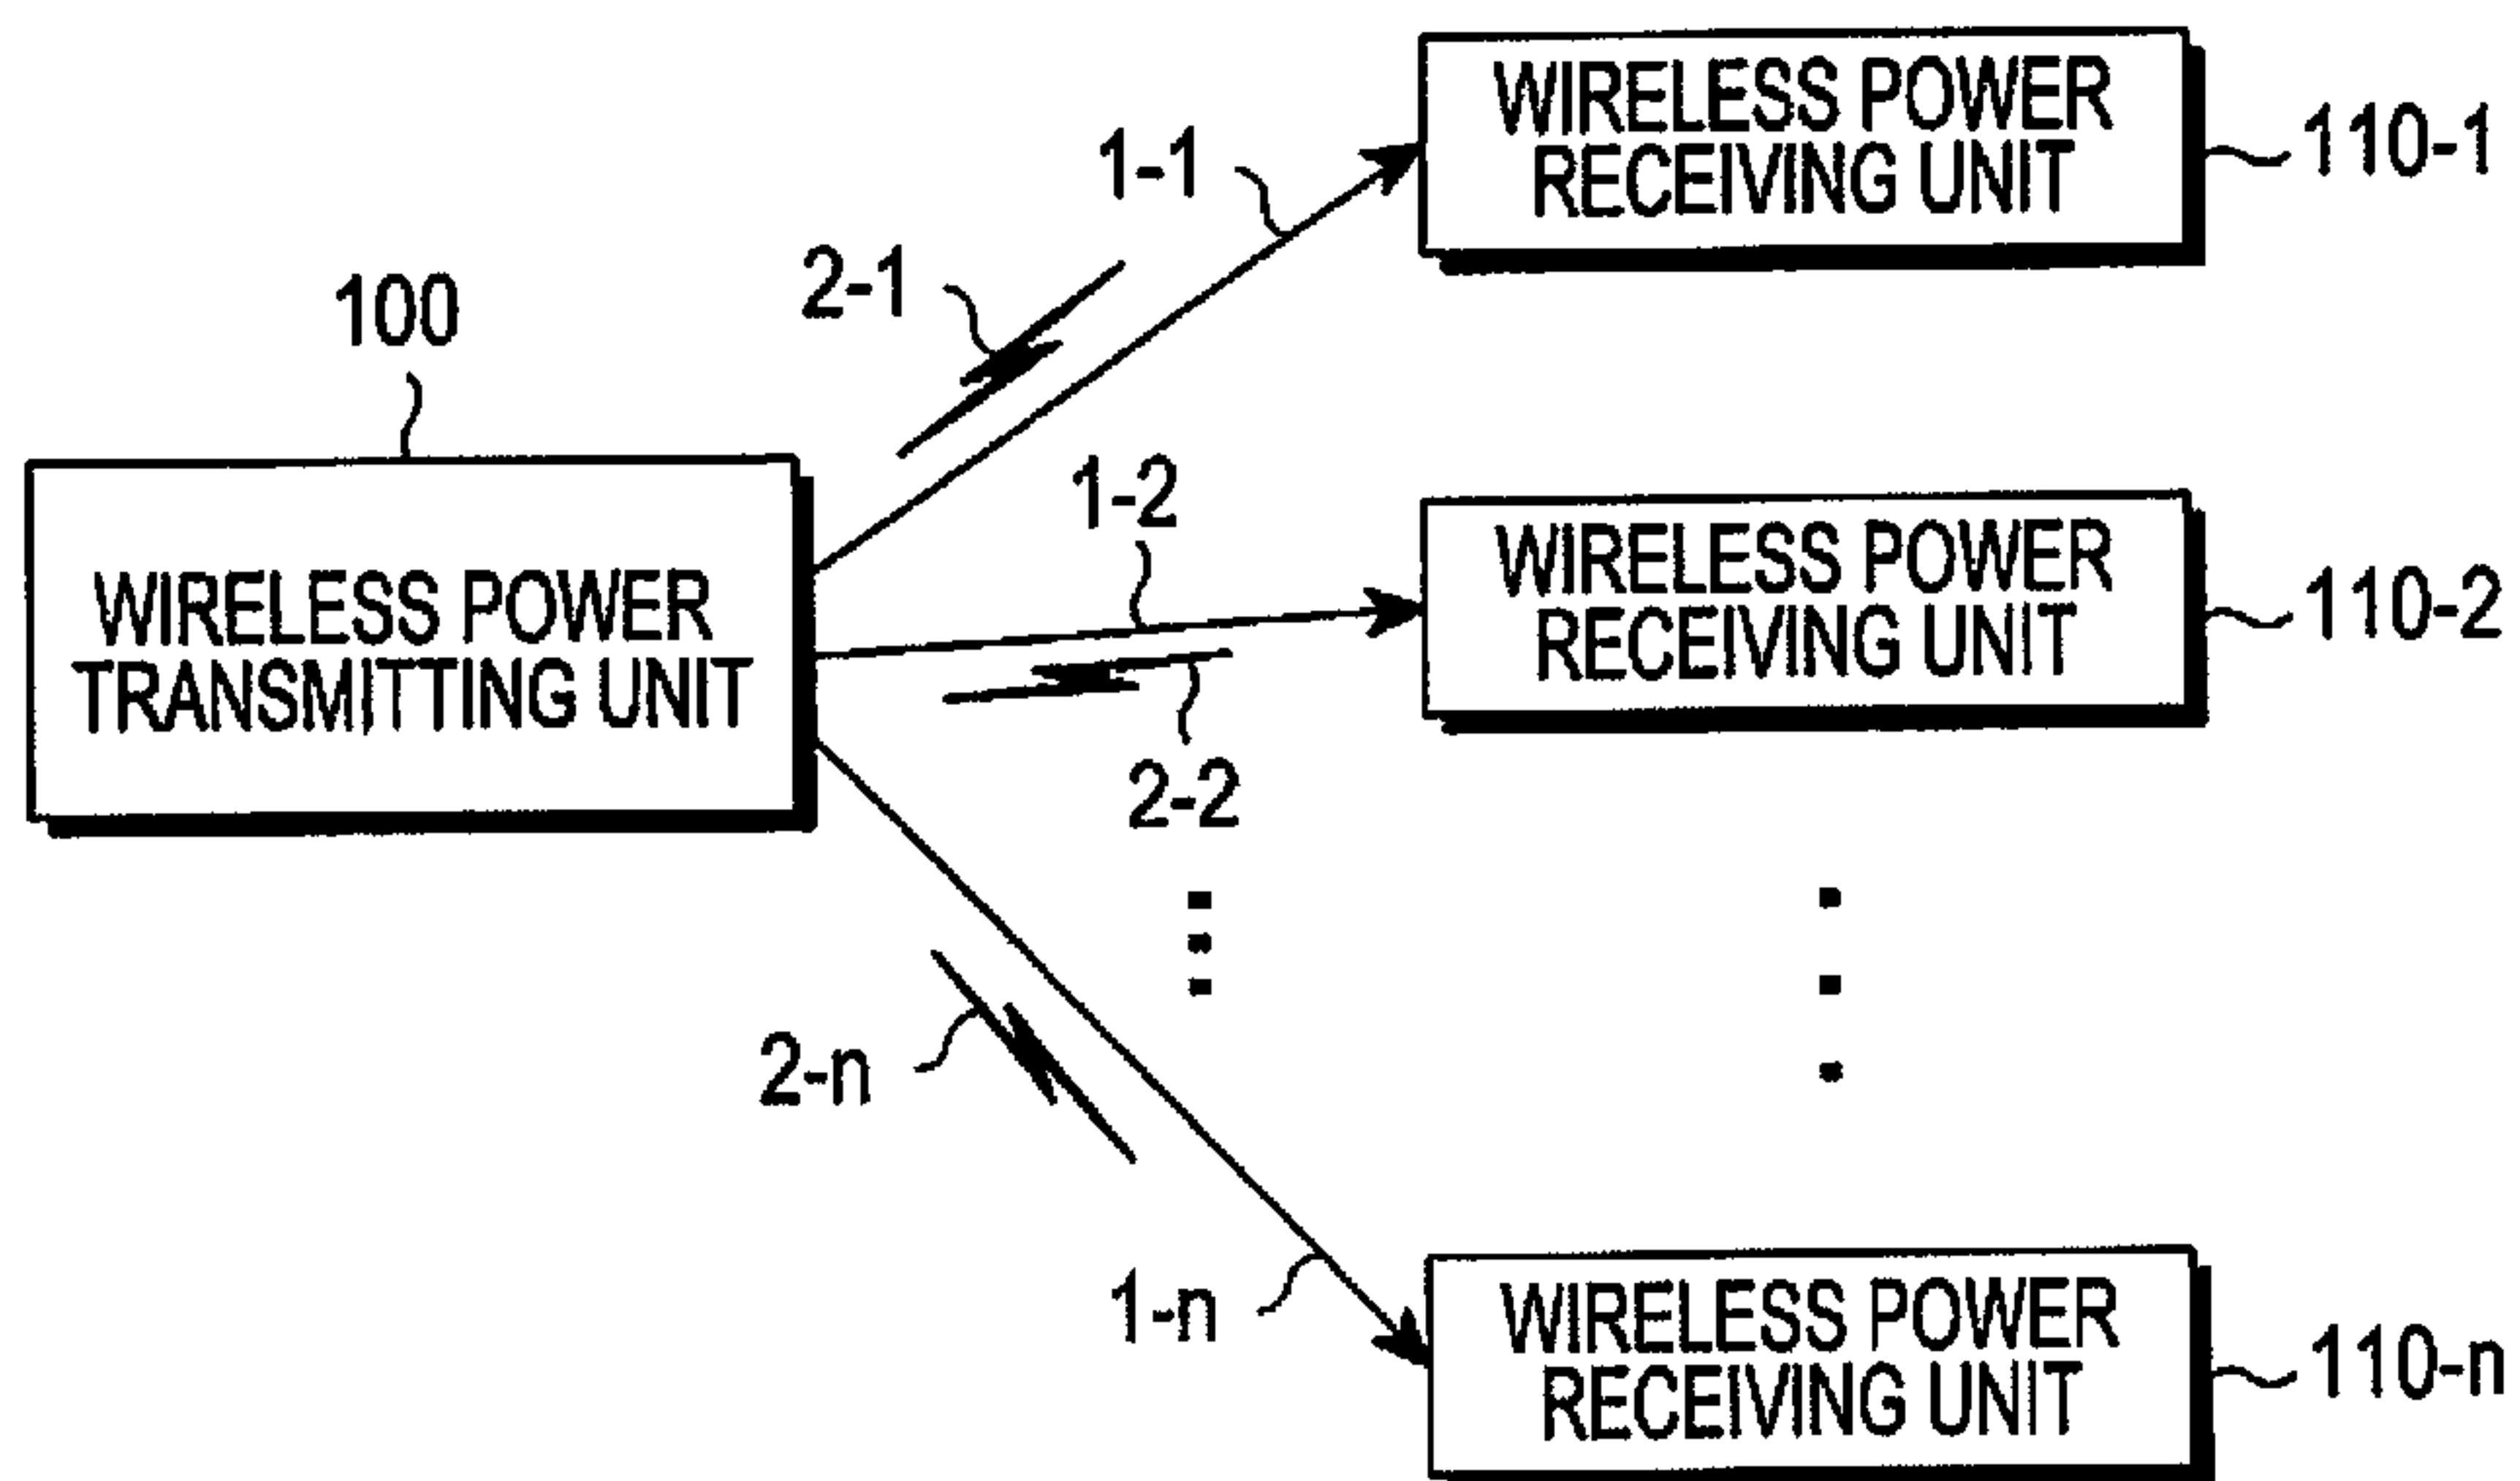 WIRELESS POWER
RECEIVING UNIT
110-1
1-1
2-1
100
WIRELESS POWER
TRANSMITTING UNIT
1-2
WIRELESS POWER
RECEIVING UNIT
110-2
2-2
2-n
1-n
WIRELESS POWER
RECEIVING UNIT
110-n